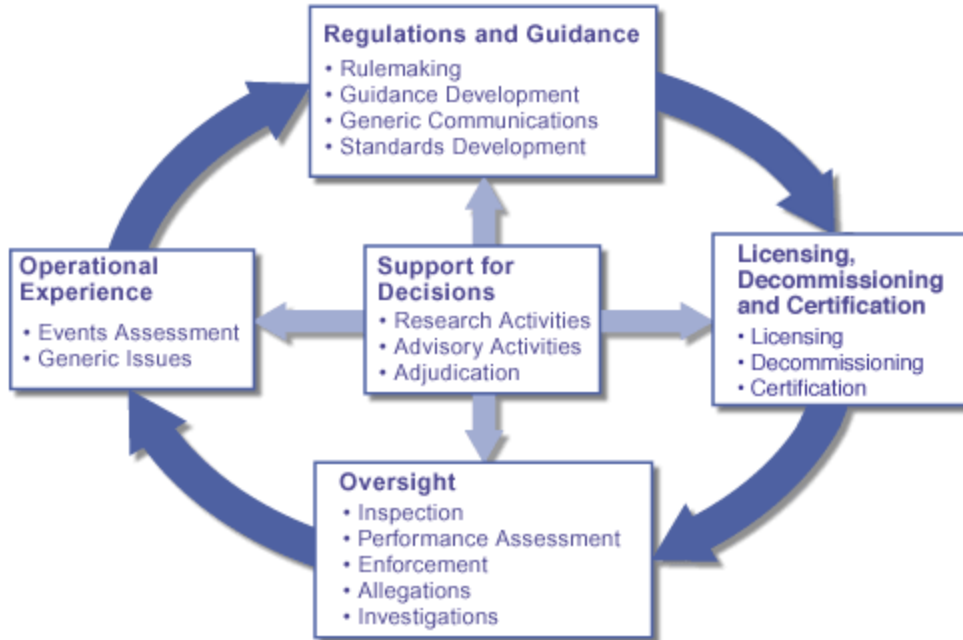 Regulations and Guidance
• Rulemaking
• Guidance Development
• Generic Communications
• Standards Development
Operational
Experience
• Events Assessment
• Generic Issues
Support for
Decisions
• Research Activities
• Advisory Activities
• Adjudication
Licensing,
Decommissioning
and Certification
• Licensing
• Decommissioning
• Certification
Oversight
• Inspection
• Performance Assessment
• Enforcement
• Allegations
• Investigations